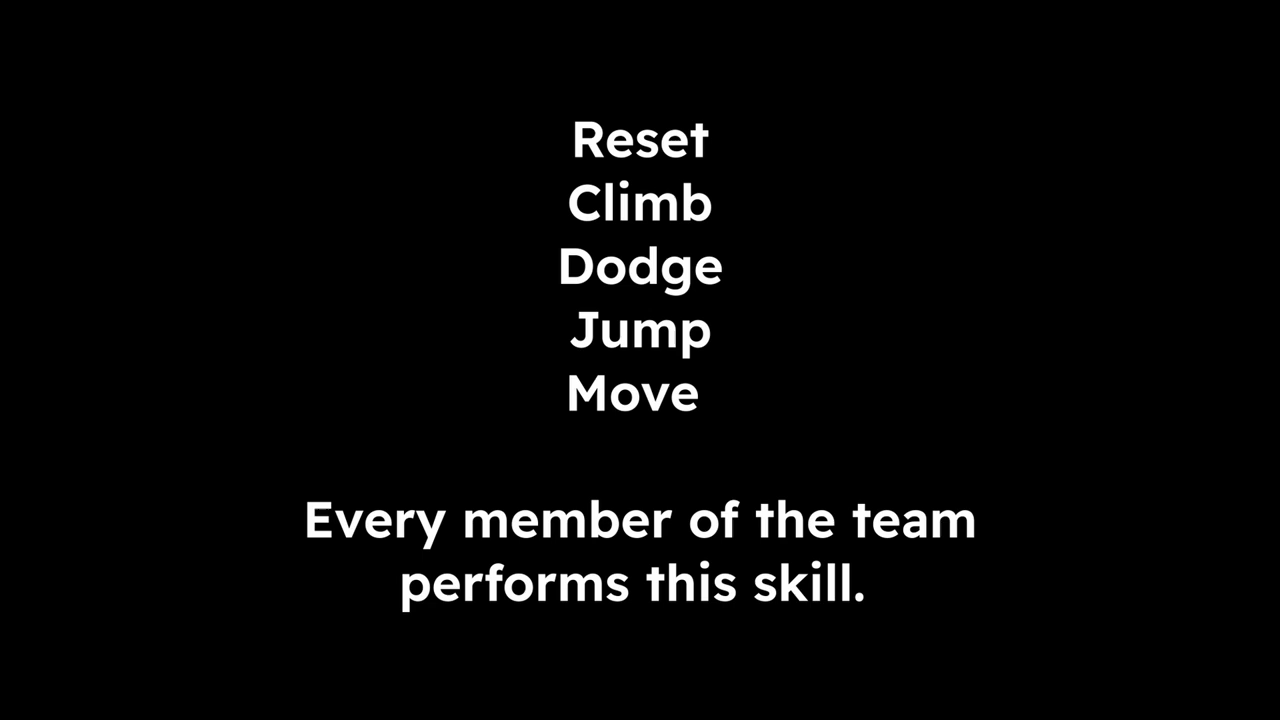 Reset
Climb
Dodge
Jump
Move
Every member of the team
performs this skill.